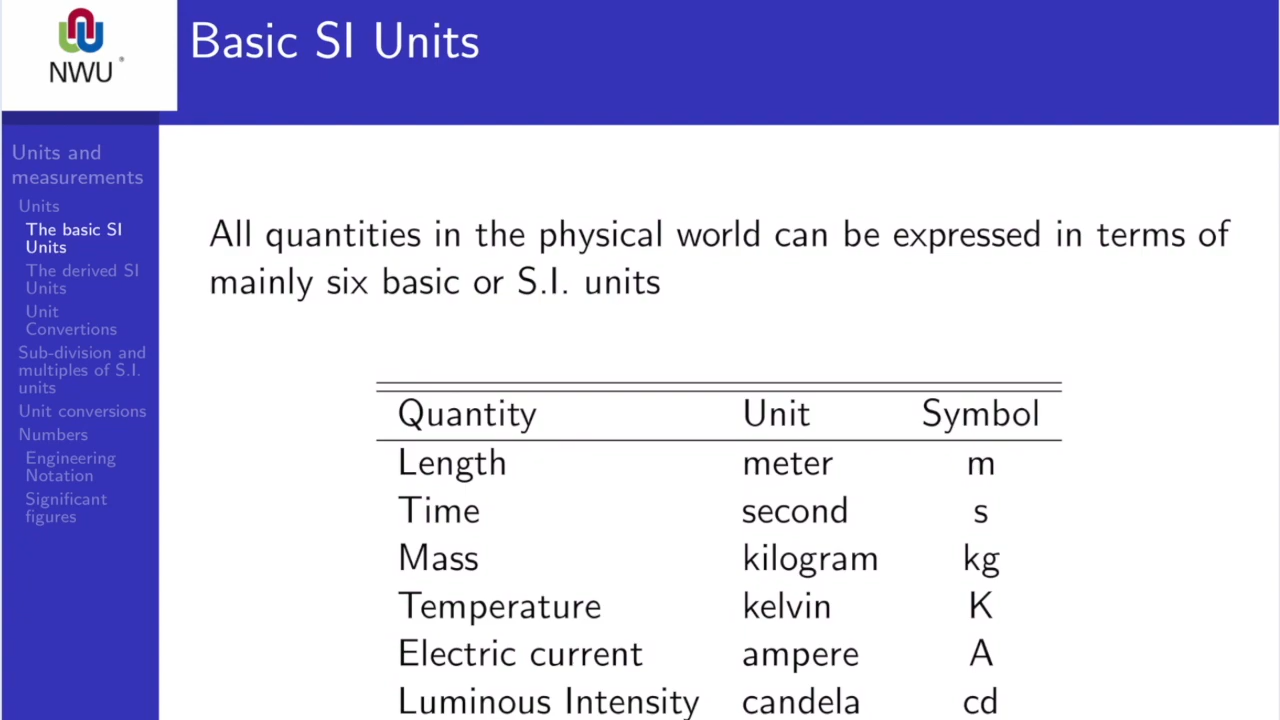 NWU
Basic SI Units
Units and
measurements
Units
The basic SI
Units
The derived SI
Units
Unit
Convertions
Sub-division and
multiples of S.I.
units
Unit conversions
Numbers
Engineering
Notation
Significant
figures
All quantities in the physical world can be expressed in terms of
mainly six basic or S.I. units
Quantity Unit Symbol
Length meter m
Time second s
Mass kilogram kg
Temperature kelvin K
Electric current ampere A
Luminous Intensity candela cd